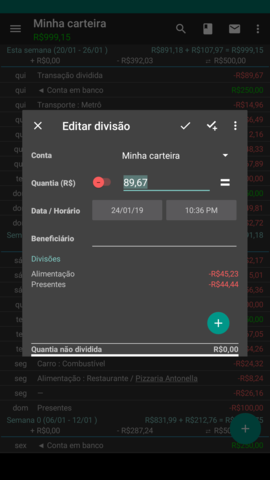 Minha carteira
R$999,15
Esta semana (20/01 - 26/01 )
R$891,18 + R$107,97 = R$999,15
+ R$0,00
- R$392,03
⇄ R$500,00
qui Transação dividida -R$89,67
qui ◄ Conta em banco R$250,00
qui Transporte : Metrô -R$14,96
Editar divisão
Conta Minha carteira
Quantia (R$) 89,67
Data / Horário 24/01/19 10:36 PM
Beneficiário
Divisões
Alimentação -R$45,23
Presentes -R$44,44
Quantia não dividida R$0,00
seg Carro : Combustível -R$24,32
seg Alimentação : Restaurante / Pizzaria Antonella -R$8,24
seg — -R$28,16
dom Presentes -R$100,00
Semana 0 (06/01 - 12/01 )
R$831,99 + R$212,76
+ R$0,00
- R$287,24
⇄ R$500,00
sex ◄ Conta em banco R$250,00